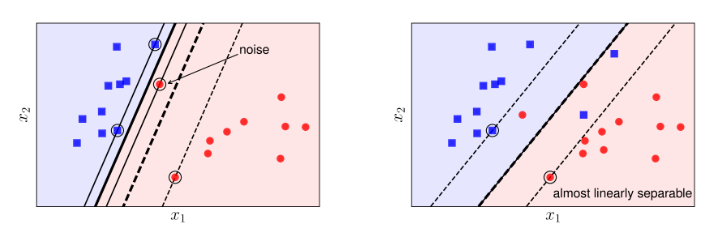 noise
x₂
x₁
x₂
almost linearly separable
x₁